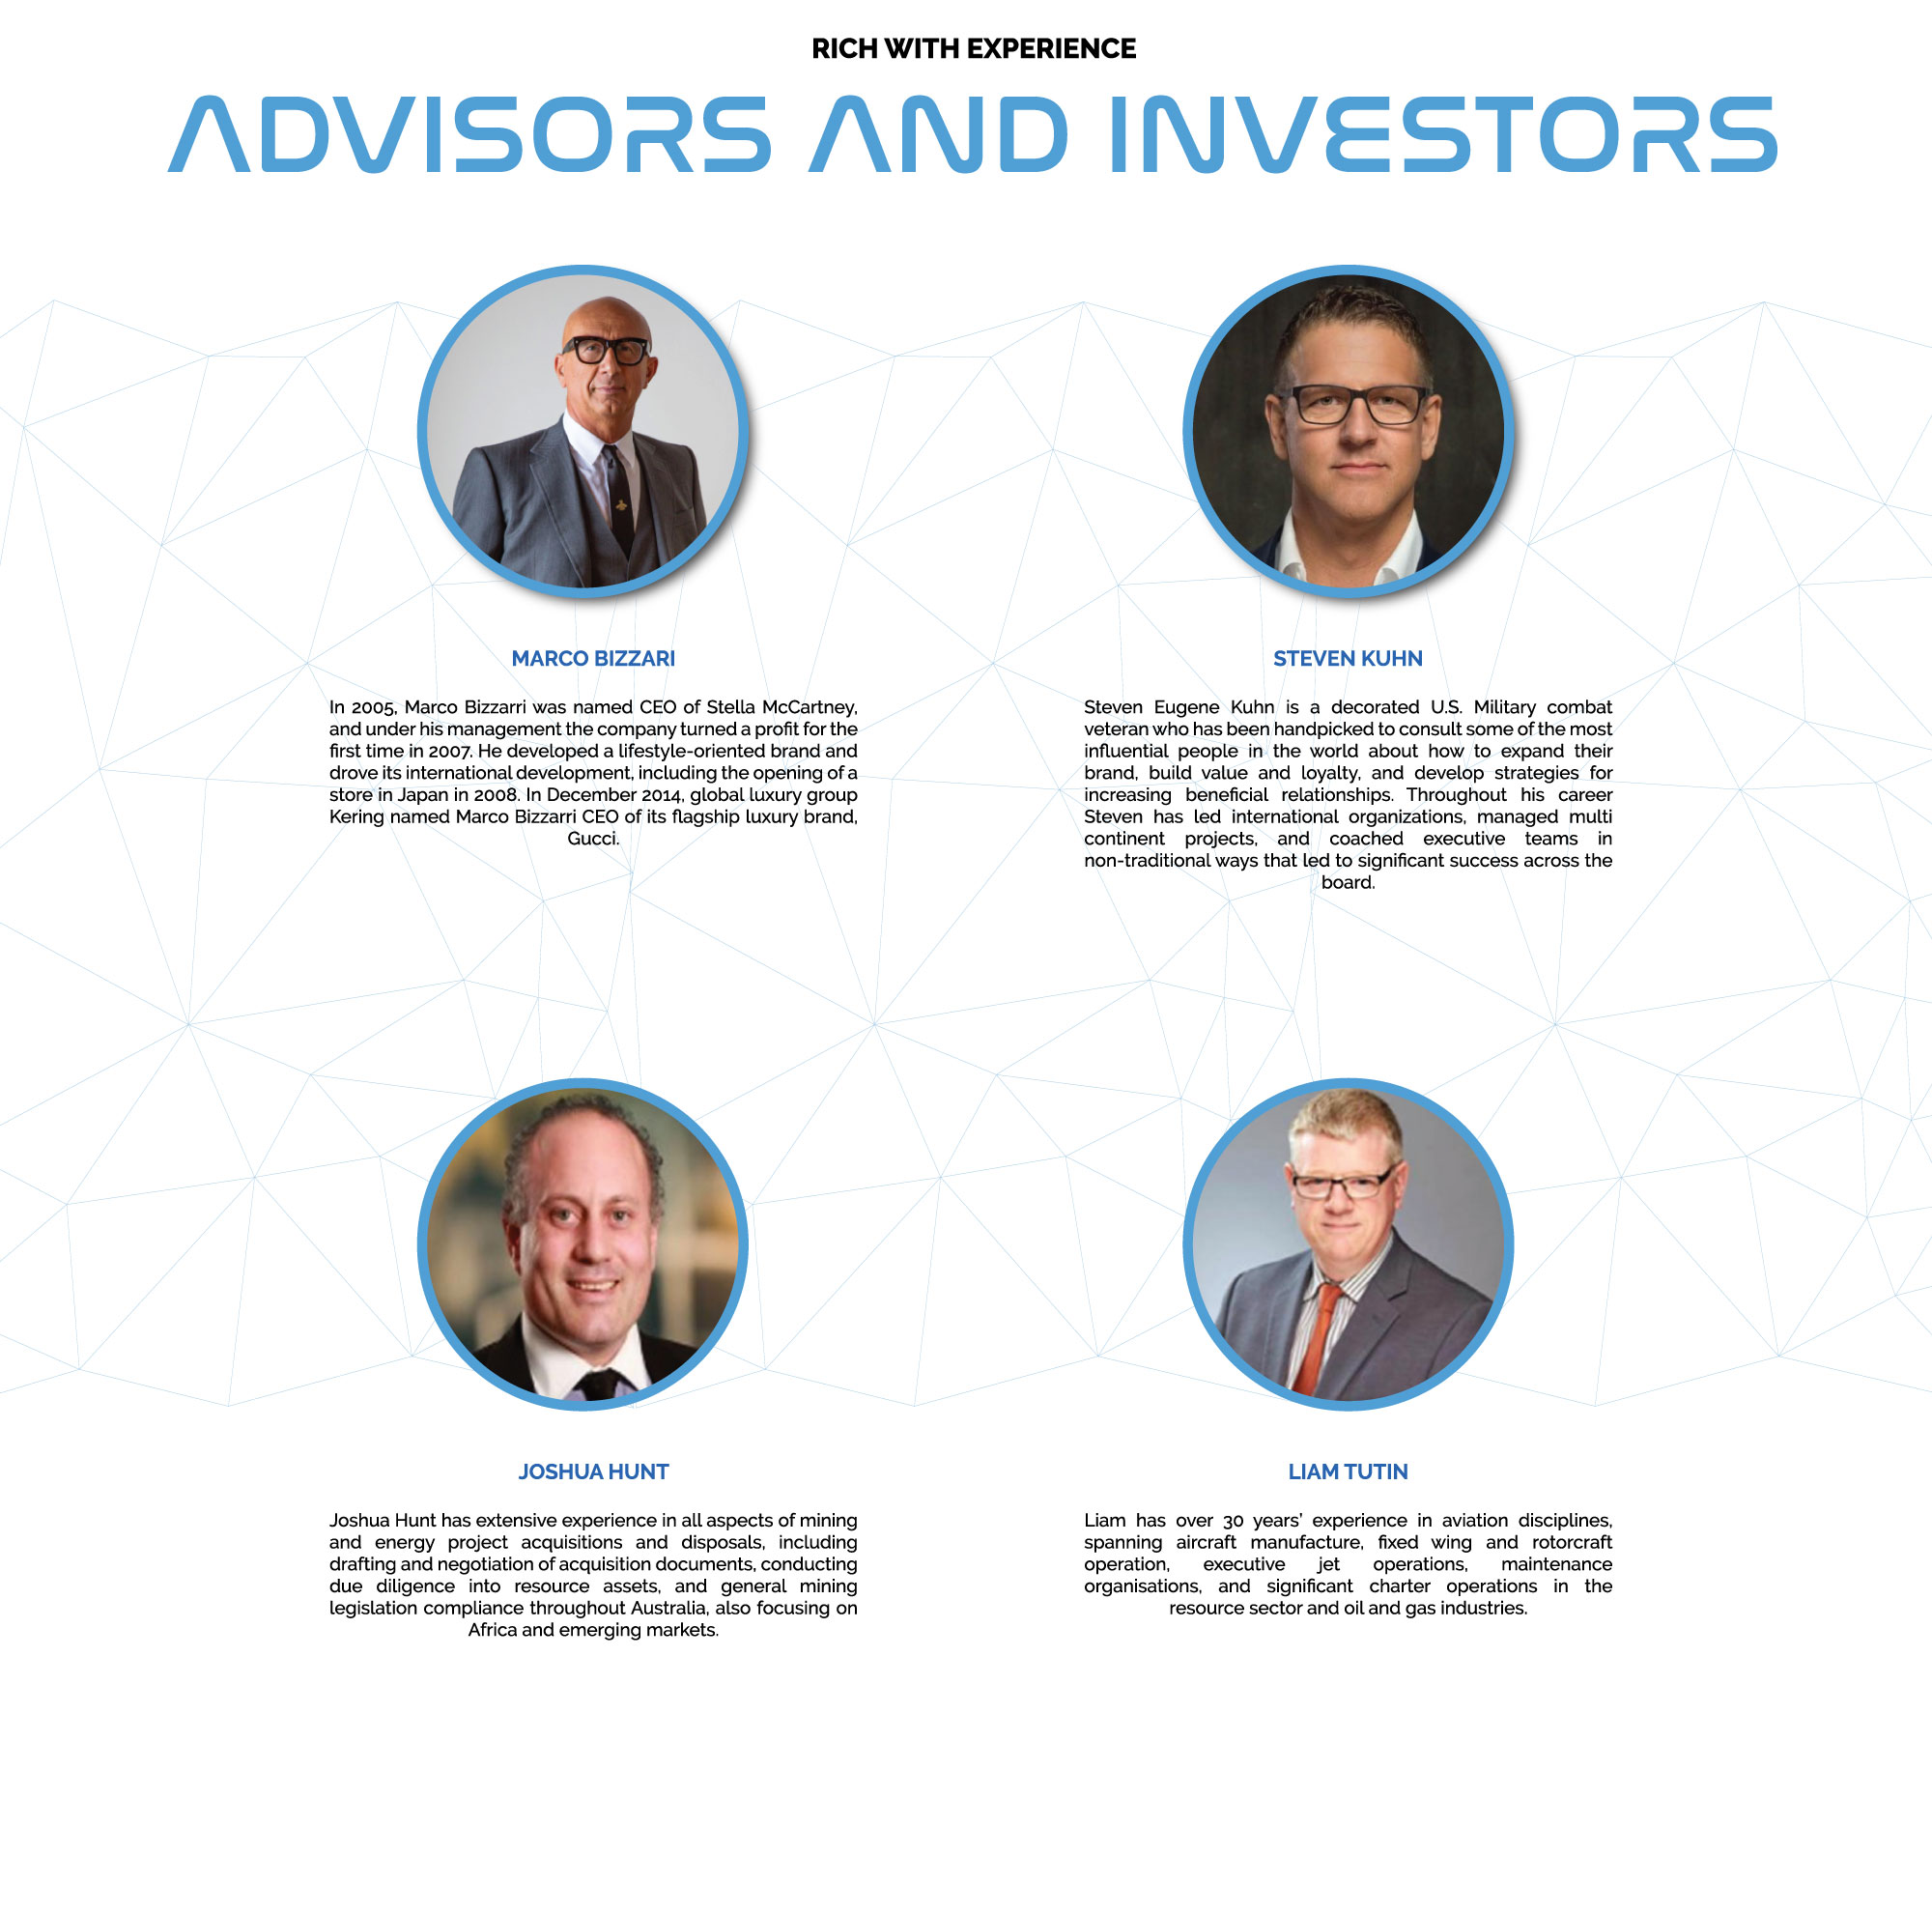 RICH WITH EXPERIENCE
ADVISORS AND INVESTORS
MARCO BIZZARI
In 2005, Marco Bizzarri was named CEO of Stella McCartney,
and under his management the company turned a profit for the
first time in 2007. He developed a lifestyle-oriented brand and
drove its international development, including the opening of a
store in Japan in 2008. In December 2014, global luxury group
Kering named Marco Bizzarri CEO of its flagship luxury brand,
Gucci.
STEVEN KUHN
Steven Eugene Kuhn is a decorated U.S. Military combat
veteran who has been handpicked to consult some of the most
influential people in the world about how to expand their
brand, build value and loyalty, and develop strategies for
increasing beneficial relationships. Throughout his career
Steven has led international organizations, managed multi
continent projects, and coached executive teams in
non-traditional ways that led to significant success across the
board.
JOSHUA HUNT
Joshua Hunt has extensive experience in all aspects of mining
and energy project acquisitions and disposals, including
drafting and negotiation of acquisition documents, conducting
due diligence into resource assets, and general mining
legislation compliance throughout Australia, also focusing on
Africa and emerging markets.
LIAM TUTIN
Liam has over 30 years' experience in aviation disciplines,
spanning aircraft manufacture, fixed wing and rotorcraft
operation, executive jet operations, maintenance
organisations, and significant charter operations in the
resource sector and oil and gas industries.